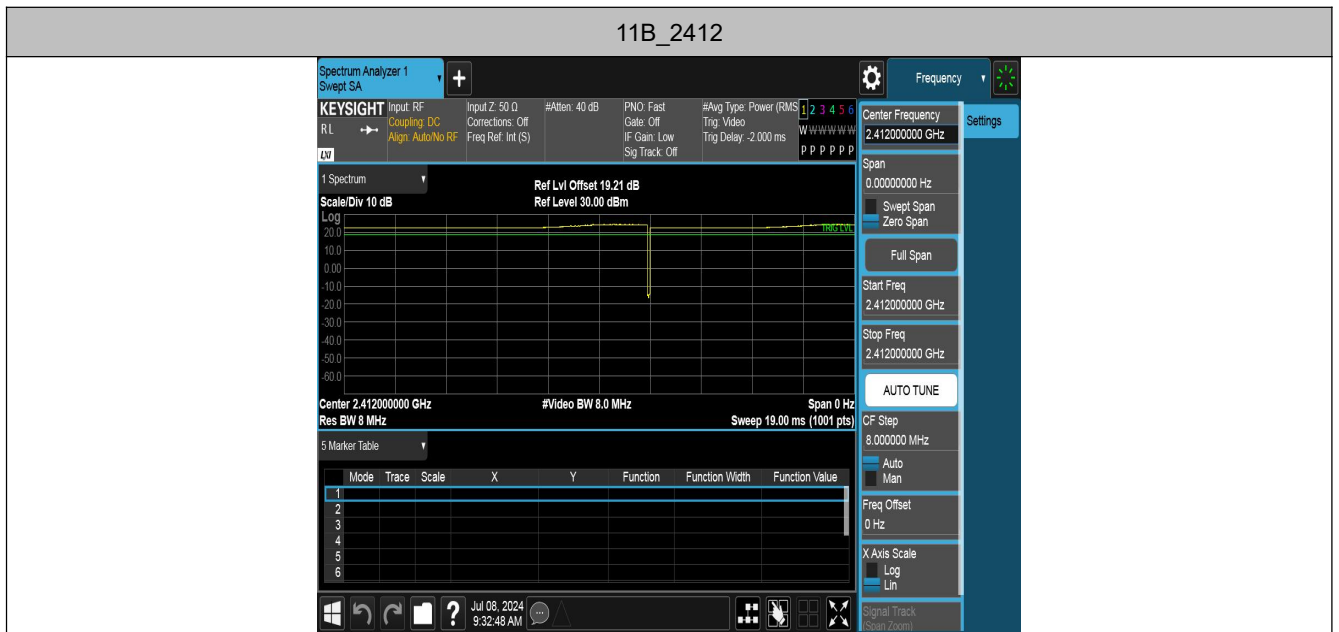 11B_2412
Spectrum Analyzer 1
Swept SA
+
Frequency
KEYSIGHT
RL
LXI
Input: RF
Coupling: DC
Align: Auto/No RF
Input Z: 50 Ω
Corrections: Off
Freq Ref: Int (S)
#Atten: 40 dB
PNO: Fast
Gate: Off
IF Gain: Low
Sig Track: Off
#Avg Type: Power (RMS
Trig: Video
Trig Delay: -2.000 ms
1 2 3 4 5 6
W W W W W W
P P P P P P
1 Spectrum
Ref Lvl Offset 19.21 dB
Scale/Div 10 dB
Ref Level 30.00 dBm
Log
20.0
TRIG LVL
10.0
0.00
-10.0
-20.0
-30.0
-40.0
-50.0
-60.0
Center 2.412000000 GHz
#Video BW 8.0 MHz
Span 0 Hz
Res BW 8 MHz
Sweep 19.00 ms (1001 pts)
5 Marker Table
Mode Trace Scale X Y Function Function Width Function Value
1
2
3
4
5
6
?
Jul 08, 2024
9:32:48 AM
Center Frequency
2.412000000 GHz
Settings
Span
0.00000000 Hz
Swept Span
Zero Span
Full Span
Start Freq
2.412000000 GHz
Stop Freq
2.412000000 GHz
AUTO TUNE
CF Step
8.000000 MHz
Auto
Man
Freq Offset
0 Hz
X Axis Scale
Log
Lin
Signal Track
(Span Zoom)